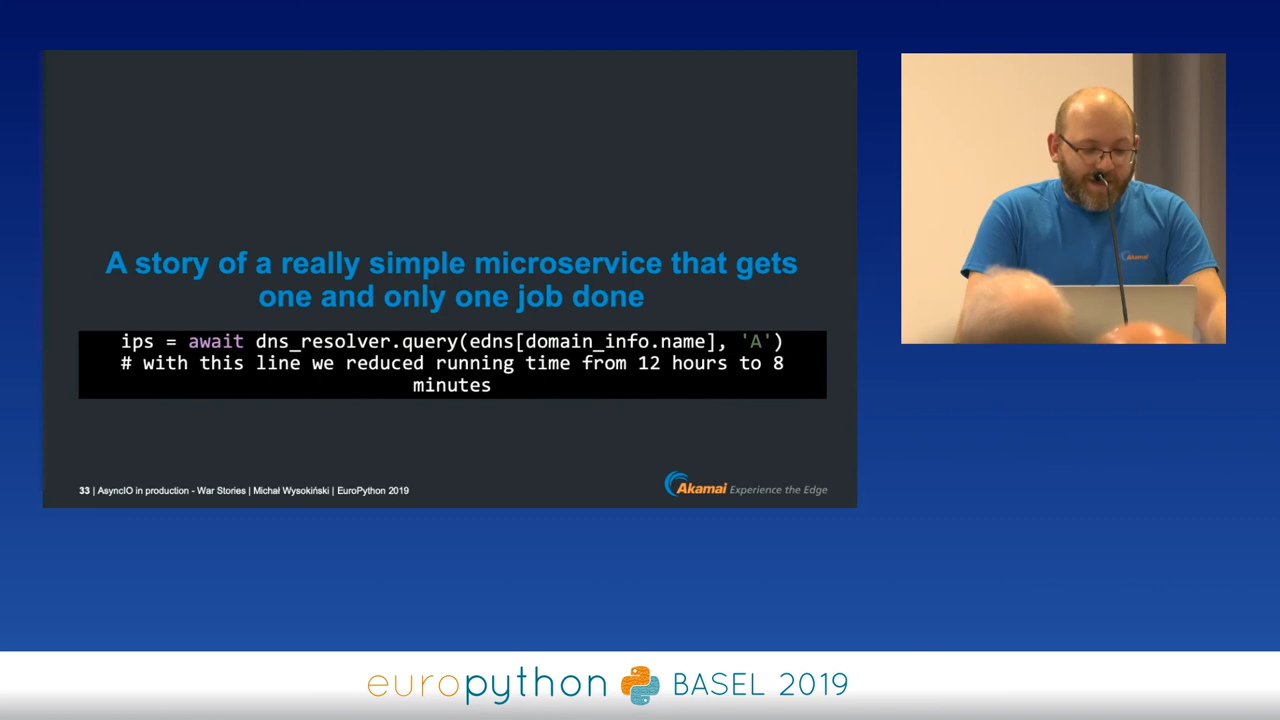 A story of a really simple microservice that gets
one and only one job done
ips = await dns_resolver.query(edns[domain_info.name], 'A')
# with this line we reduced running time from 12 hours to 8
minutes
33 | AsyncIO in production - War Stories | Michał Wysokiński | EuroPython 2019
Akamai Experience the Edge
Akamai
europython BASEL 2019